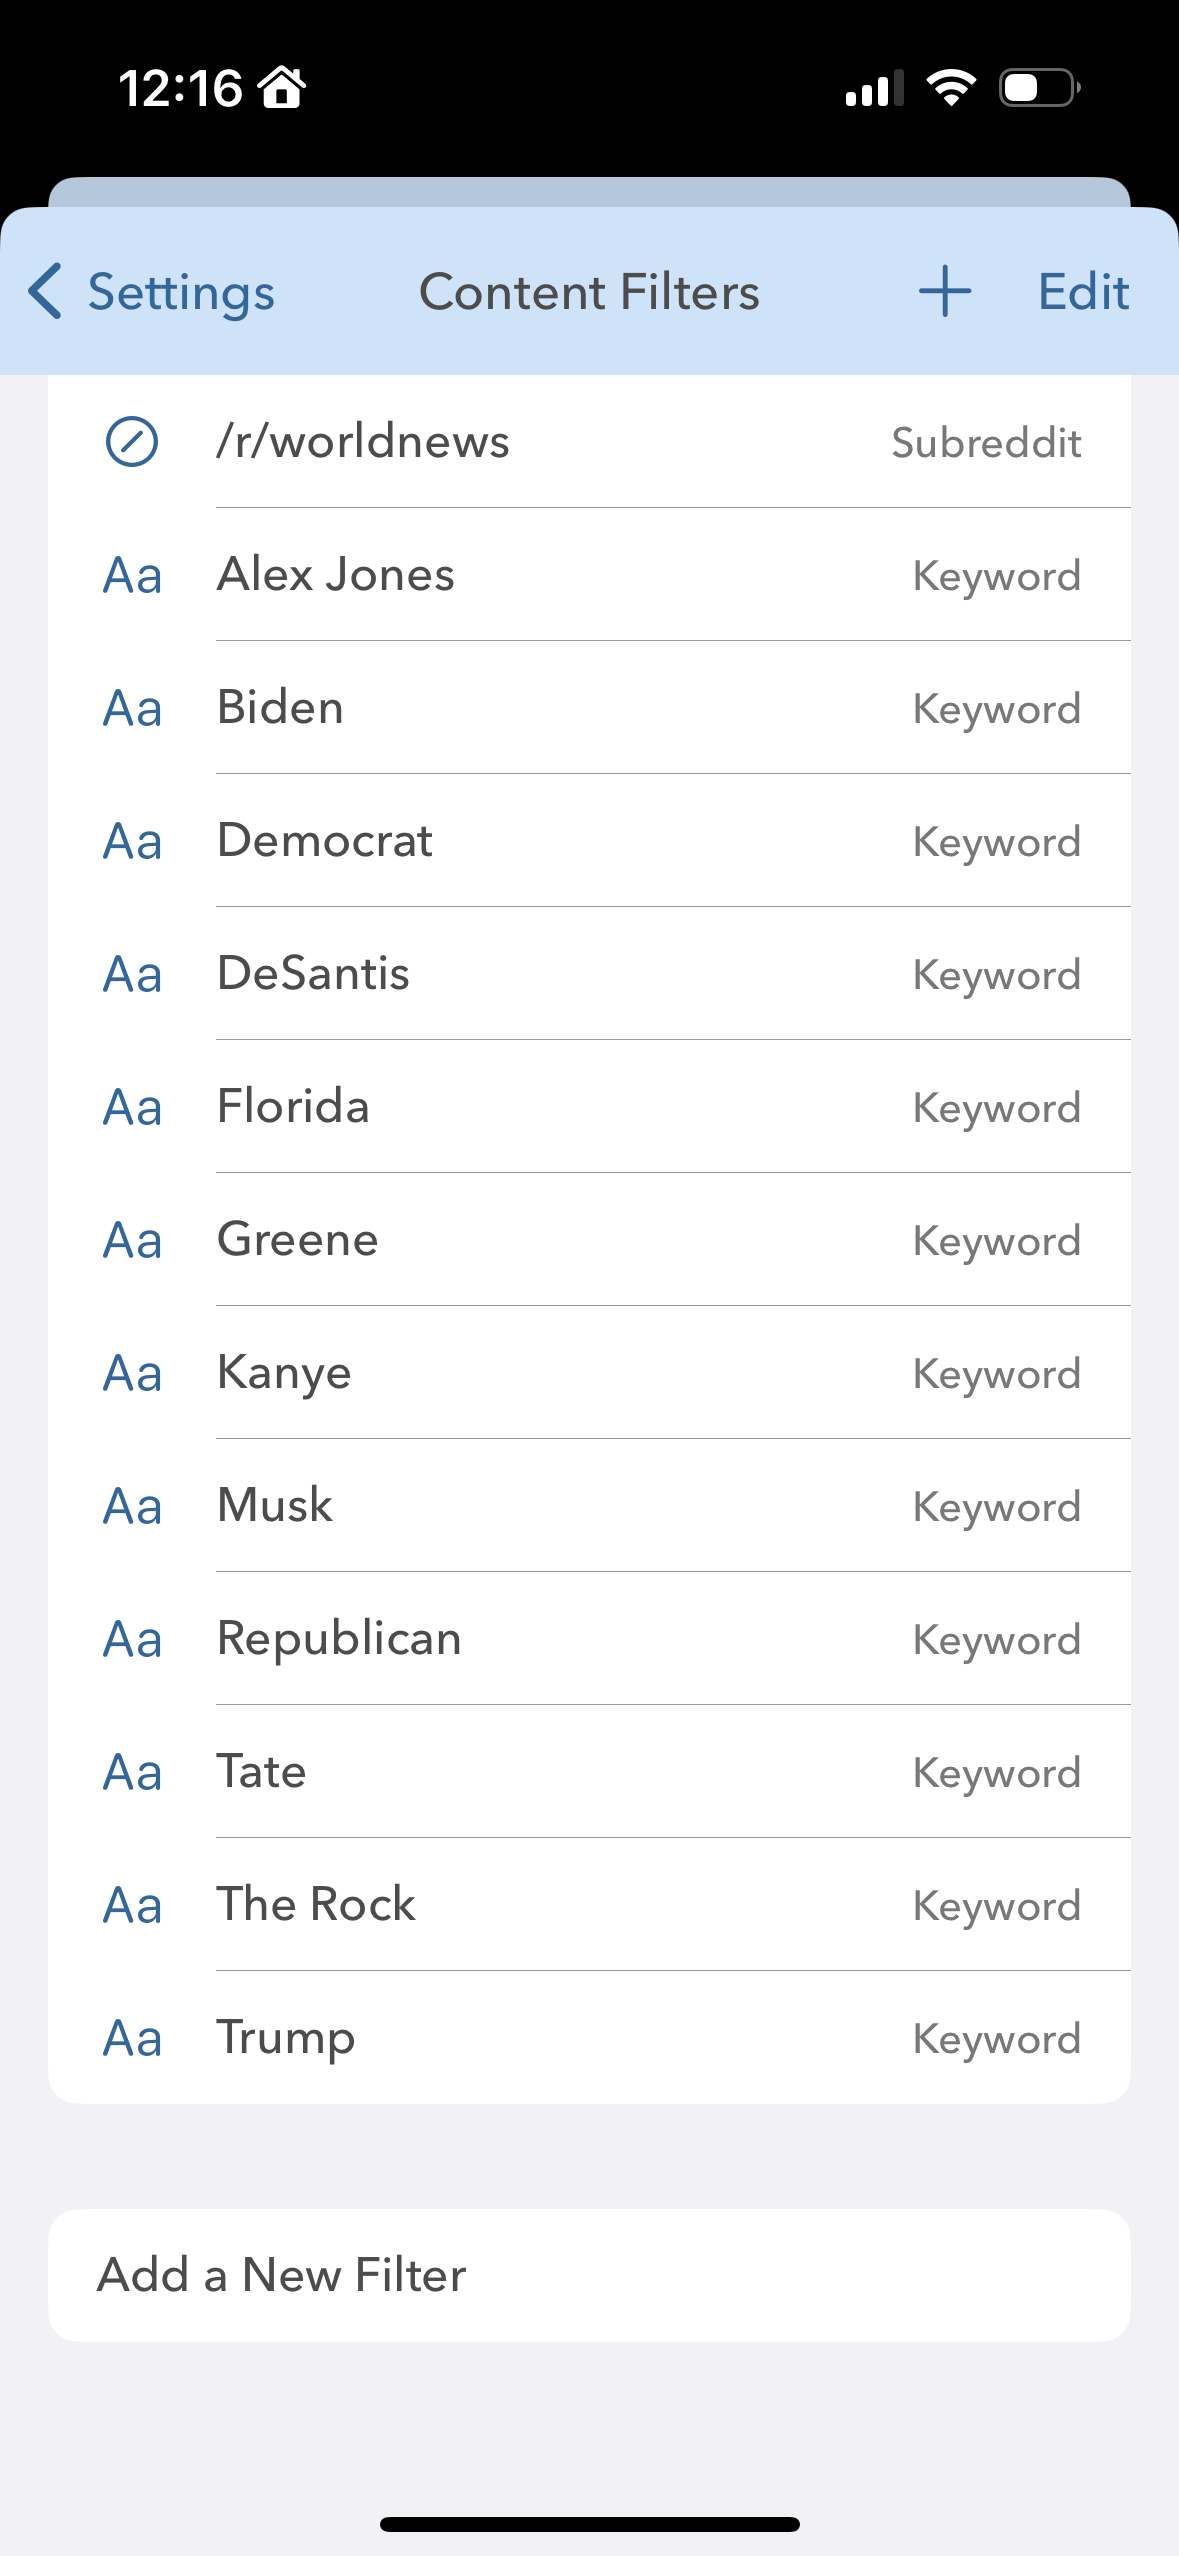 12:16
Settings Content Filters + Edit
/r/worldnews Subreddit
Aa Alex Jones Keyword
Aa Biden Keyword
Aa Democrat Keyword
Aa DeSantis Keyword
Aa Florida Keyword
Aa Greene Keyword
Aa Kanye Keyword
Aa Musk Keyword
Aa Republican Keyword
Aa Tate Keyword
Aa The Rock Keyword
Aa Trump Keyword
Add a New Filter